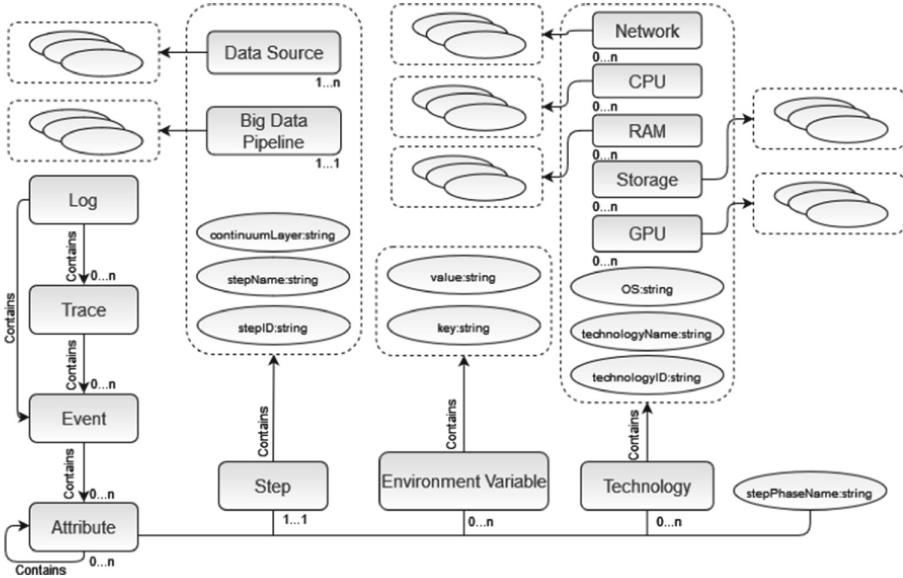 Data Source
1...n
Big Data
Pipeline
1...1
continuumLayer:string
stepName:string
stepID:string
Contains
Step
1...1
Log
Contains
0...n
Contains
Trace
Contains
0...n
Event
Contains
0...n
Attribute
0...n
Contains
value:string
key:string
Contains
Environment Variable
0...n
Network
0...n
CPU
0...n
RAM
0...n
Storage
0...n
GPU
0...n
OS:string
technologyName:string
technologyID:string
Contains
Technology
0...n
stepPhaseName:string